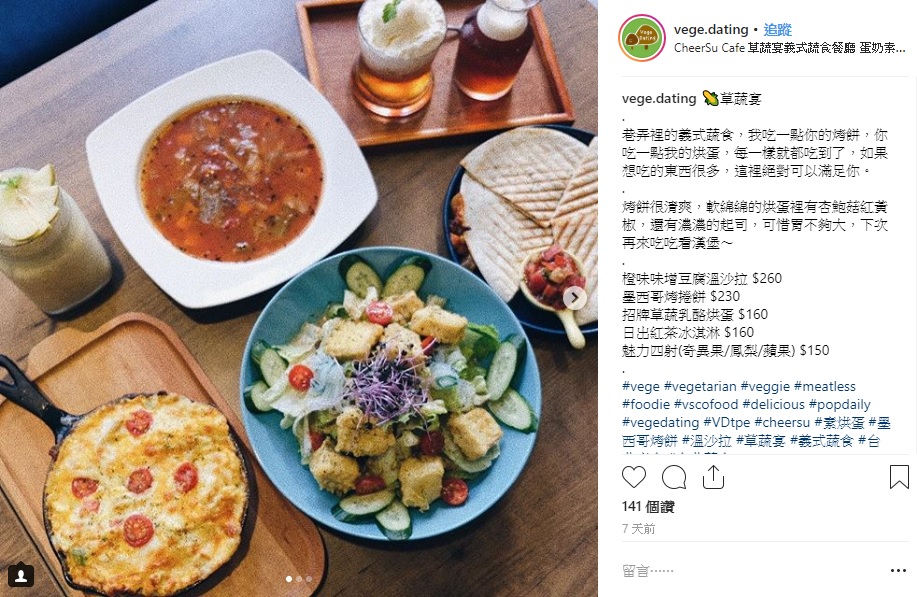 vege.dating • 追蹤
CheerSu Cafe 草蔬宴義式蔬食餐廳 蛋奶素...
vege.dating 🌽草蔬宴
.
巷弄裡的義式蔬食，我吃一點你的烤餅，你
吃一點我的烘蛋，每一樣就都吃到了，如果
想吃的東西很多，這裡絕對可以滿足你。
.
烤餅很清爽，軟綿綿的烘蛋裡有杏鮑菇紅黃
椒，還有濃濃的起司，可惜胃不夠大，下次
再來吃吃看漢堡～
.
橙味味增豆腐溫沙拉 $260
墨西哥烤捲餅 $230
招牌草蔬乳酪烘蛋 $160
日出紅茶冰淇淋 $160
魅力四射(奇異果/鳳梨/蘋果) $150
.
#vege #vegetarian #veggie #meatless
#foodie #vscofood #delicious #popdaily
#vegedating #VDtpe #cheersu #素烘蛋 #墨
西哥烤餅 #溫沙拉 #草蔬宴 #義式蔬食 #台
141 個讚
7 天前
留言……